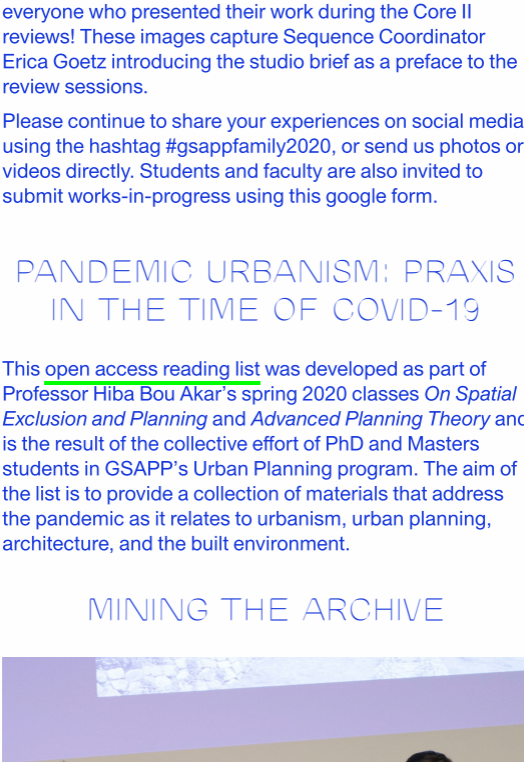 everyone who presented their work during the Core II
reviews! These images capture Sequence Coordinator
Erica Goetz introducing the studio brief as a preface to the
review sessions.
Please continue to share your experiences on social media
using the hashtag #gsappfamily2020, or send us photos or
videos directly. Students and faculty are also invited to
submit works-in-progress using this google form.
PANDEMIC URBANISM: PRAXIS
IN THE TIME OF COVID-19
This open access reading list was developed as part of
Professor Hiba Bou Akar’s spring 2020 classes On Spatial
Exclusion and Planning and Advanced Planning Theory and
is the result of the collective effort of PhD and Masters
students in GSAPP’s Urban Planning program. The aim of
the list is to provide a collection of materials that address
the pandemic as it relates to urbanism, urban planning,
architecture, and the built environment.
MINING THE ARCHIVE